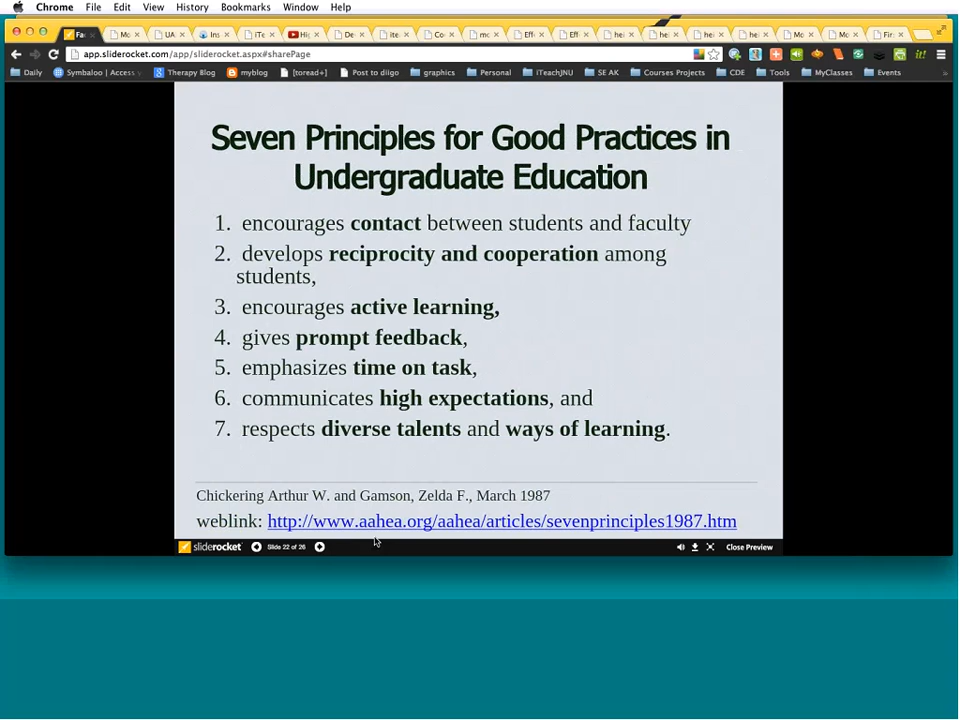 Chrome File Edit View History Bookmarks Window Help
app.sliderocket.com/app/sliderocket.aspx#sharePage
Daily Symbaloo | Access Therapy Blog myblog [toread+] Post to diigo graphics Personal iTeachJNU SE AK Courses Projects CDE Tools MyClasses Events »
Seven Principles for Good Practices in
Undergraduate Education
1. encourages contact between students and faculty
2. develops reciprocity and cooperation among
students,
3. encourages active learning,
4. gives prompt feedback,
5. emphasizes time on task,
6. communicates high expectations, and
7. respects diverse talents and ways of learning.
Chickering Arthur W. and Gamson, Zelda F., March 1987
weblink: http://www.aahea.org/aahea/articles/sevenprinciples1987.htm
sliderocket Slide 22 of 26 Close Preview